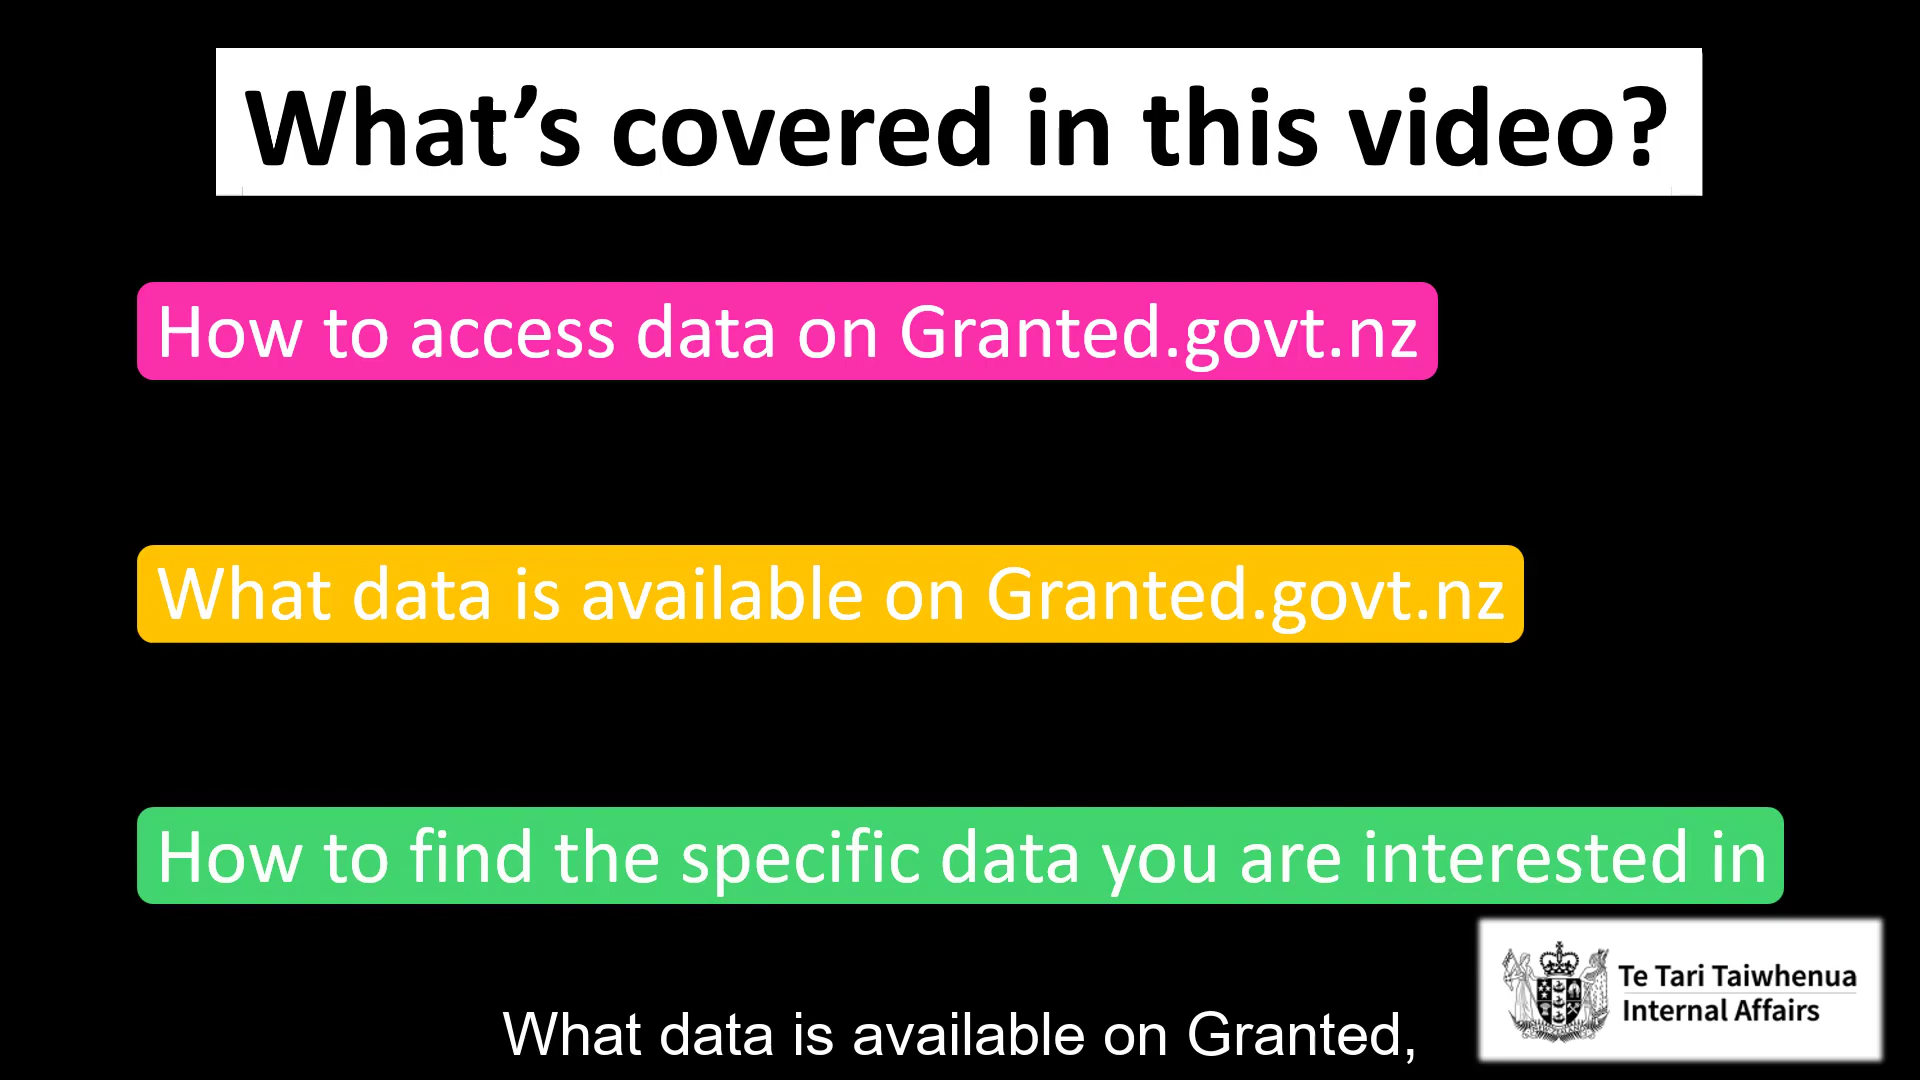 What’s covered in this video?
How to access data on Granted.govt.nz
What data is available on Granted.govt.nz
How to find the specific data you are interested in
Te Tari Taiwhenua
Internal Affairs
What data is available on Granted,